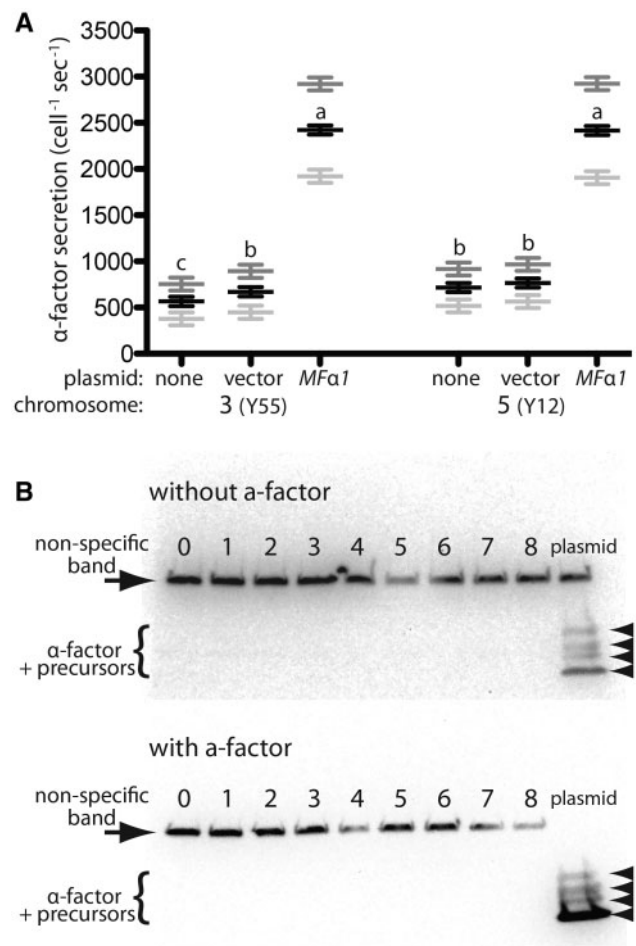 A
α-factor secretion (cell⁻¹ sec⁻¹)
3500
3000
2500
2000
1500
1000
500
0
c b a b b a
plasmid: none vector MFα1 none vector MFα1
chromosome: 3 (Y55) 5 (Y12)
B
without a-factor
non-specific band
0 1 2 3 4 5 6 7 8 plasmid
α-factor
+ precursors
with a-factor
non-specific band
0 1 2 3 4 5 6 7 8 plasmid
α-factor
+ precursors